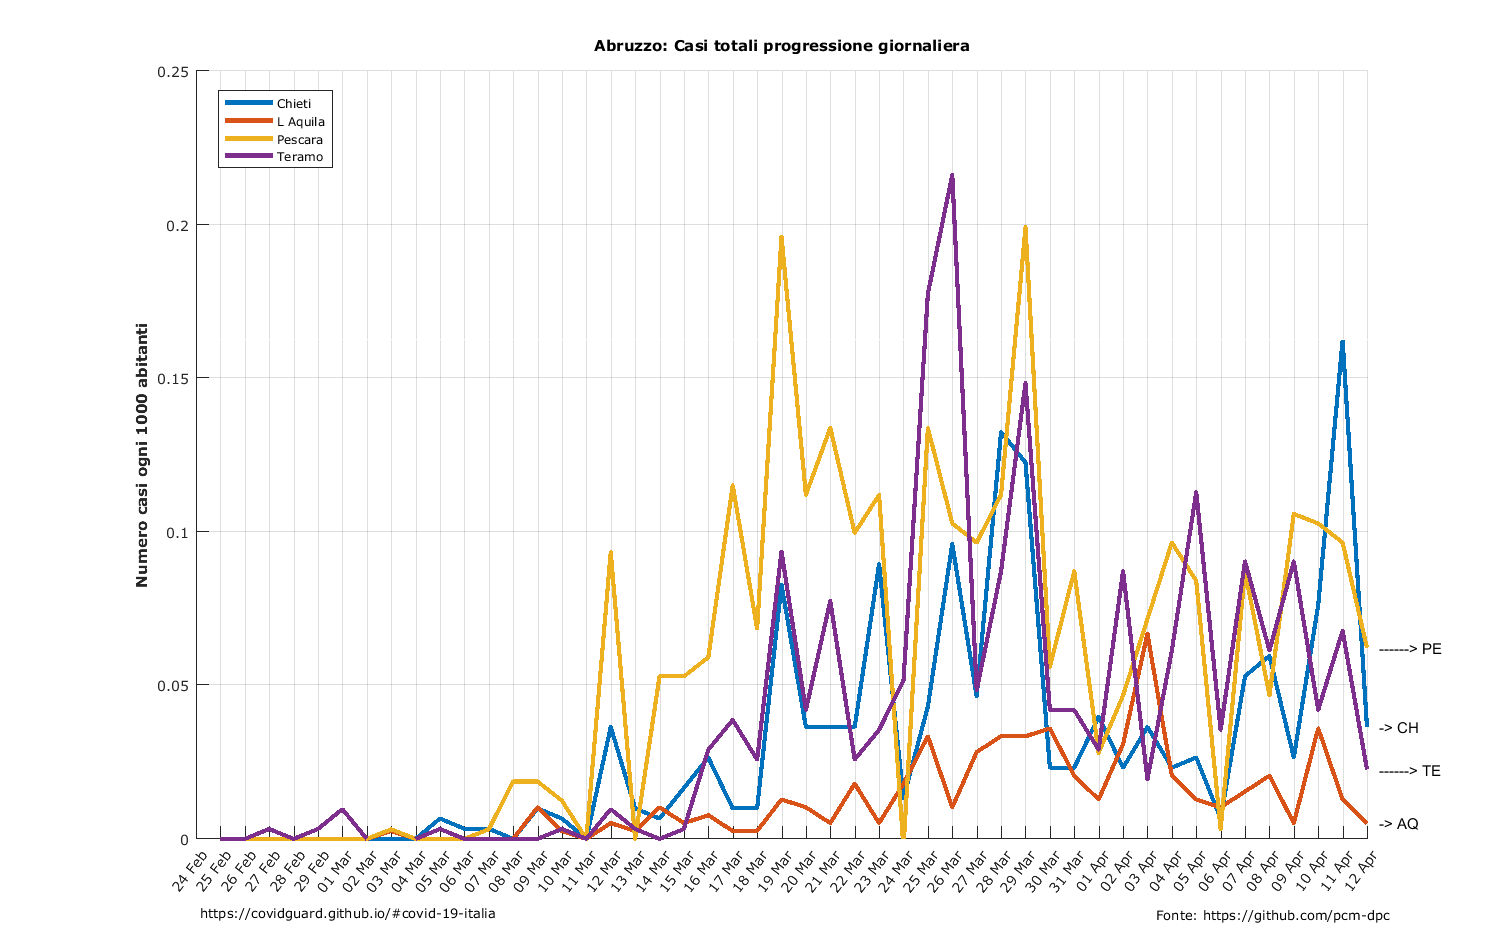 Abruzzo: Casi totali progressione giornaliera
Numero casi ogni 1000 abitanti
0.25
0.2
0.15
0.1
0.05
0
Chieti
L Aquila
Pescara
Teramo
------> PE
-> CH
------> TE
-> AQ
24 Feb
25 Feb
26 Feb
27 Feb
28 Feb
29 Feb
01 Mar
02 Mar
03 Mar
04 Mar
05 Mar
06 Mar
07 Mar
08 Mar
09 Mar
10 Mar
11 Mar
12 Mar
13 Mar
14 Mar
15 Mar
16 Mar
17 Mar
18 Mar
19 Mar
20 Mar
21 Mar
22 Mar
23 Mar
24 Mar
25 Mar
26 Mar
27 Mar
28 Mar
29 Mar
30 Mar
31 Mar
01 Apr
02 Apr
03 Apr
04 Apr
05 Apr
06 Apr
07 Apr
08 Apr
09 Apr
10 Apr
11 Apr
12 Apr
https://covidguard.github.io/#covid-19-italia
Fonte: https://github.com/pcm-dpc